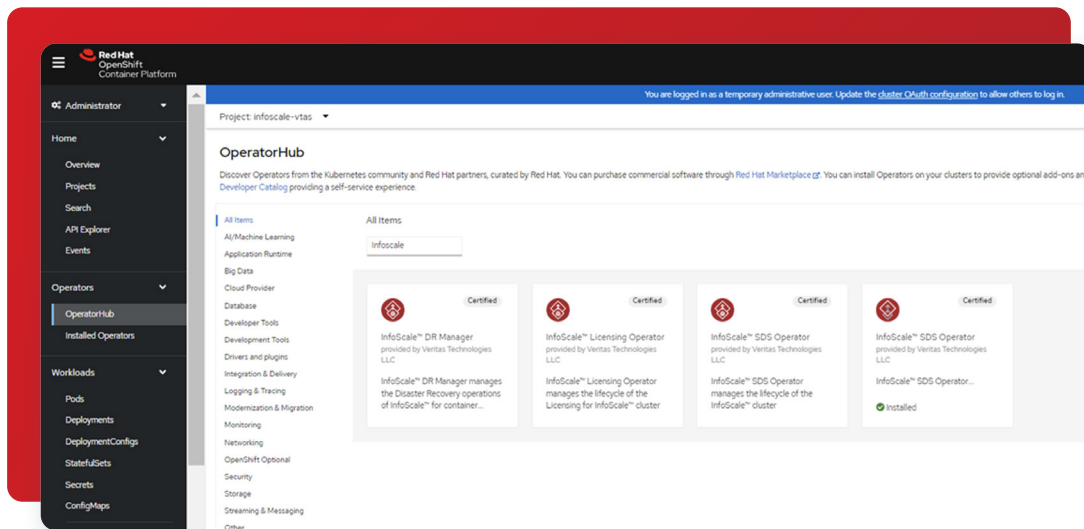 Red Hat
OpenShift
Container Platform
You are logged in as a temporary administrative user. Update the cluster OAuth configuration to allow others to log in.
Administrator
Home
Overview
Projects
Search
API Explorer
Events
Operators
OperatorHub
Installed Operators
Workloads
Pods
Deployments
DeploymentConfigs
StatefulSets
Secrets
ConfigMaps
Project: infoscale-vtas
OperatorHub
Discover Operators from the Kubernetes community and Red Hat partners, curated by Red Hat. You can purchase commercial software through Red Hat Marketplace. You can install Operators on your clusters to provide optional add-ons an
Developer Catalog providing a self-service experience.
All Items
AI/Machine Learning
Application Runtime
Big Data
Cloud Provider
Database
Developer Tools
Development Tools
Drivers and plugins
Integration & Delivery
Logging & Tracing
Modernization & Migration
Monitoring
Networking
OpenShift Optional
Security
Storage
Streaming & Messaging
Other
All Items
Infoscale
Certified
InfoScale™ DR Manager
provided by Veritas Technologies
LLC
InfoScale™ DR Manager manages
the Disaster Recovery operations
of InfoScale™ for container...
Certified
InfoScale™ Licensing Operator
provided by Veritas Technologies
LLC
InfoScale™ Licensing Operator
manages the lifecycle of the
Licensing for InfoScale™ cluster
Certified
InfoScale™ SDS Operator
provided by Veritas Technologies
LLC
InfoScale™ SDS Operator
manages the lifecycle of the
InfoScale™ cluster
Certified
InfoScale™ SDS Operator
provided by Veritas Technologies
LLC
InfoScale™ SDS Operator...
Installed